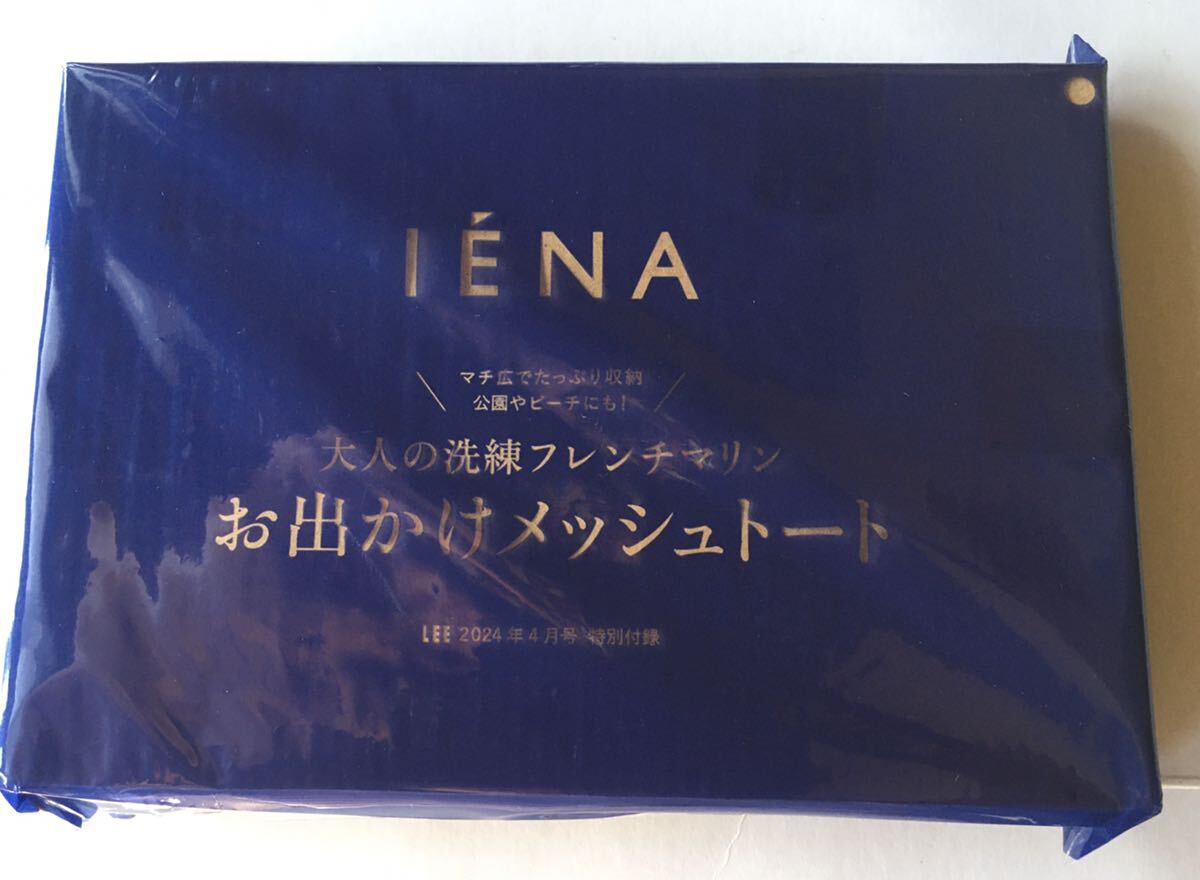 IÉNA
マチ広でたっぷり収納
公園やビーチにも！
大人の洗練フレンチマリン
お出かけメッシュトート
LEE 2024年4月号 特別付録